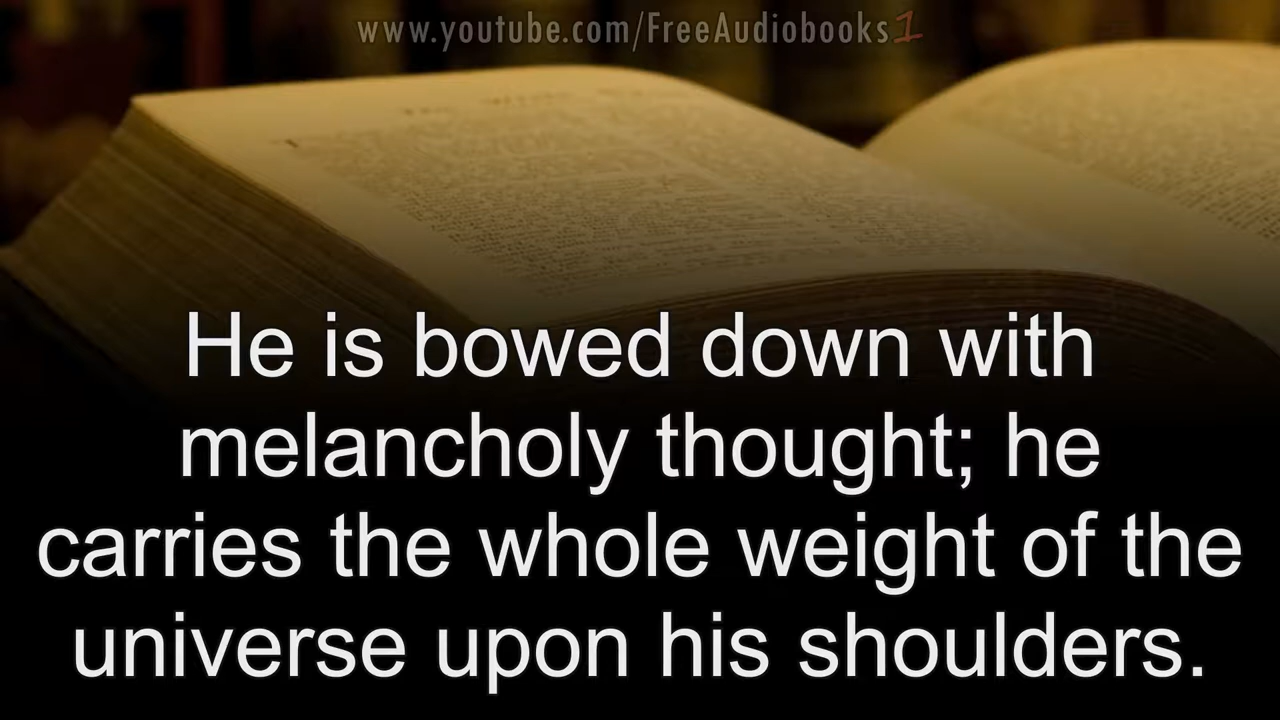 www.youtube.com/FreeAudiobooks1
He is bowed down with
melancholy thought; he
carries the whole weight of the
universe upon his shoulders.